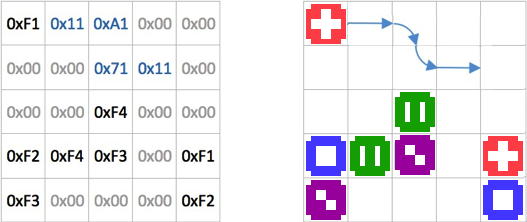 0xF1 0x11 0xA1 0x00 0x00
0x00 0x00 0x71 0x11 0x00
0x00 0x00 0xF4 0x00 0x00
0xF2 0xF4 0xF3 0x00 0xF1
0xF3 0x00 0x00 0x00 0xF2